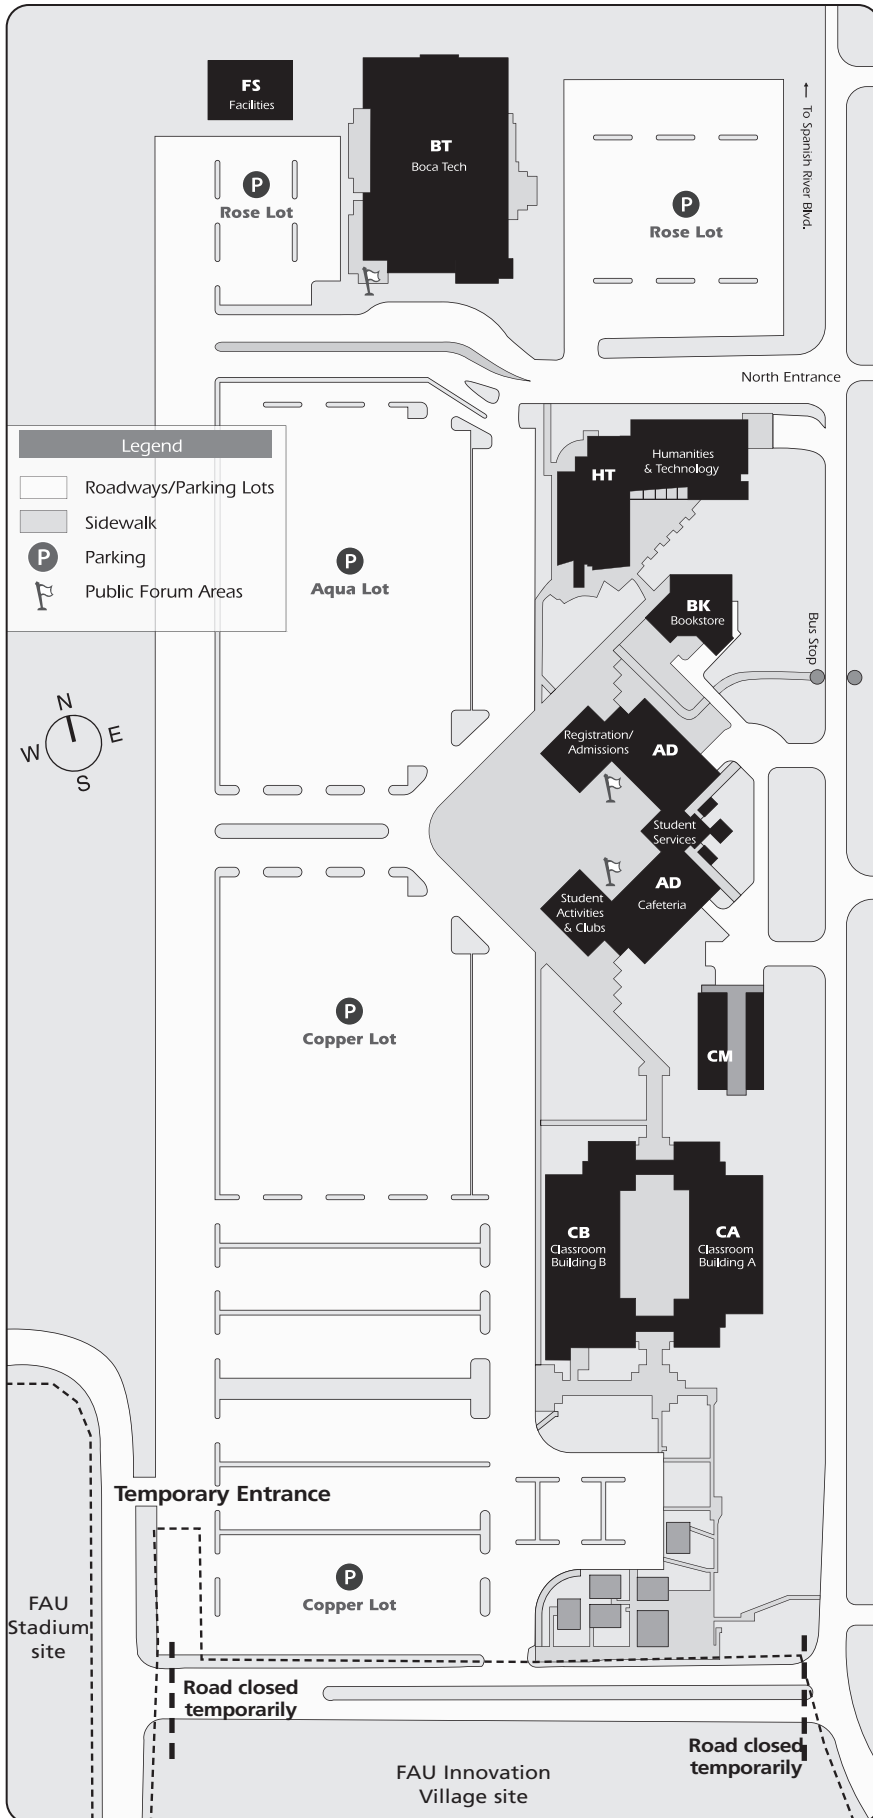 FS
Facilities
BT
Boca Tech
← To Spanish River Blvd.
P
Rose Lot
P
Rose Lot
North Entrance
Legend
Roadways/Parking Lots
Sidewalk
P
Parking
Public Forum Areas
HT
Humanities
& Technology
P
Aqua Lot
BK
Bookstore
Bus Stop
N
W
E
S
Registration/
Admissions
AD
Student
Services
AD
Cafeteria
Student
Activities
& Clubs
P
Copper Lot
CM
CB
Classroom
Building B
CA
Classroom
Building A
Temporary Entrance
P
Copper Lot
FAU
Stadium
site
Road closed
temporarily
Road closed
temporarily
FAU Innovation
Village site